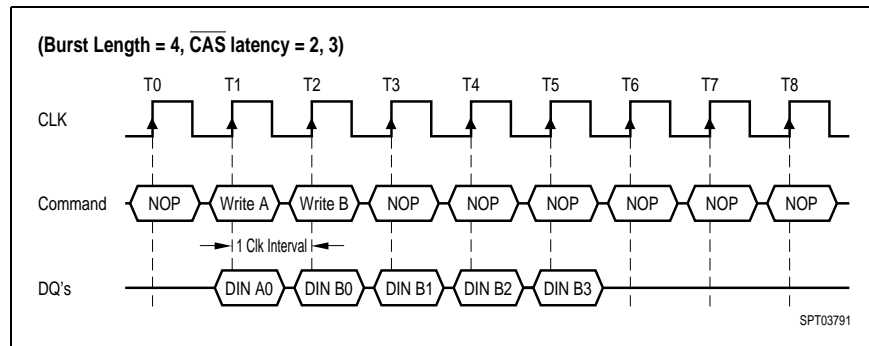 (Burst Length = 4, CAS latency = 2, 3)
T0 T1 T2 T3 T4 T5 T6 T7 T8
CLK
Command NOP Write A Write B NOP NOP NOP NOP NOP NOP
1 Clk Interval
DQ's DIN A0 DIN B0 DIN B1 DIN B2 DIN B3
SPT03791